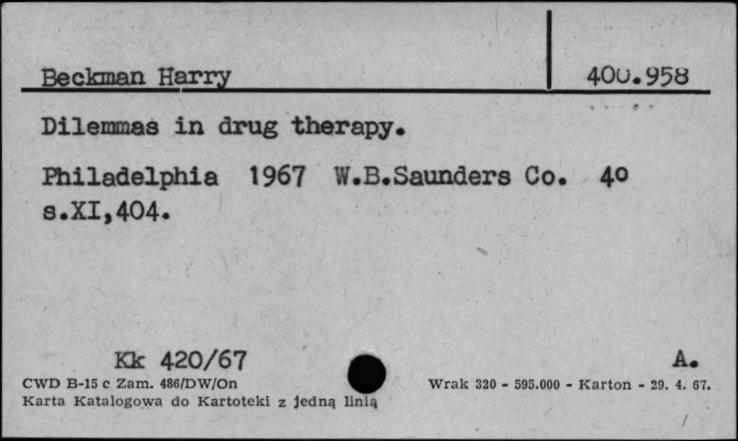 Beckman Harry 400.958
Dilemmas in drug therapy.
Philadelphia 1967 W.B.Saunders Co. 4o
s.XI,404.
Kk 420/67 A.
CWD B-15 c Zam. 486/DW/On Wrak 320 - 595.000 - Karton - 29. 4. 67.
Karta Katalogowa do Kartoteki z jedną linią